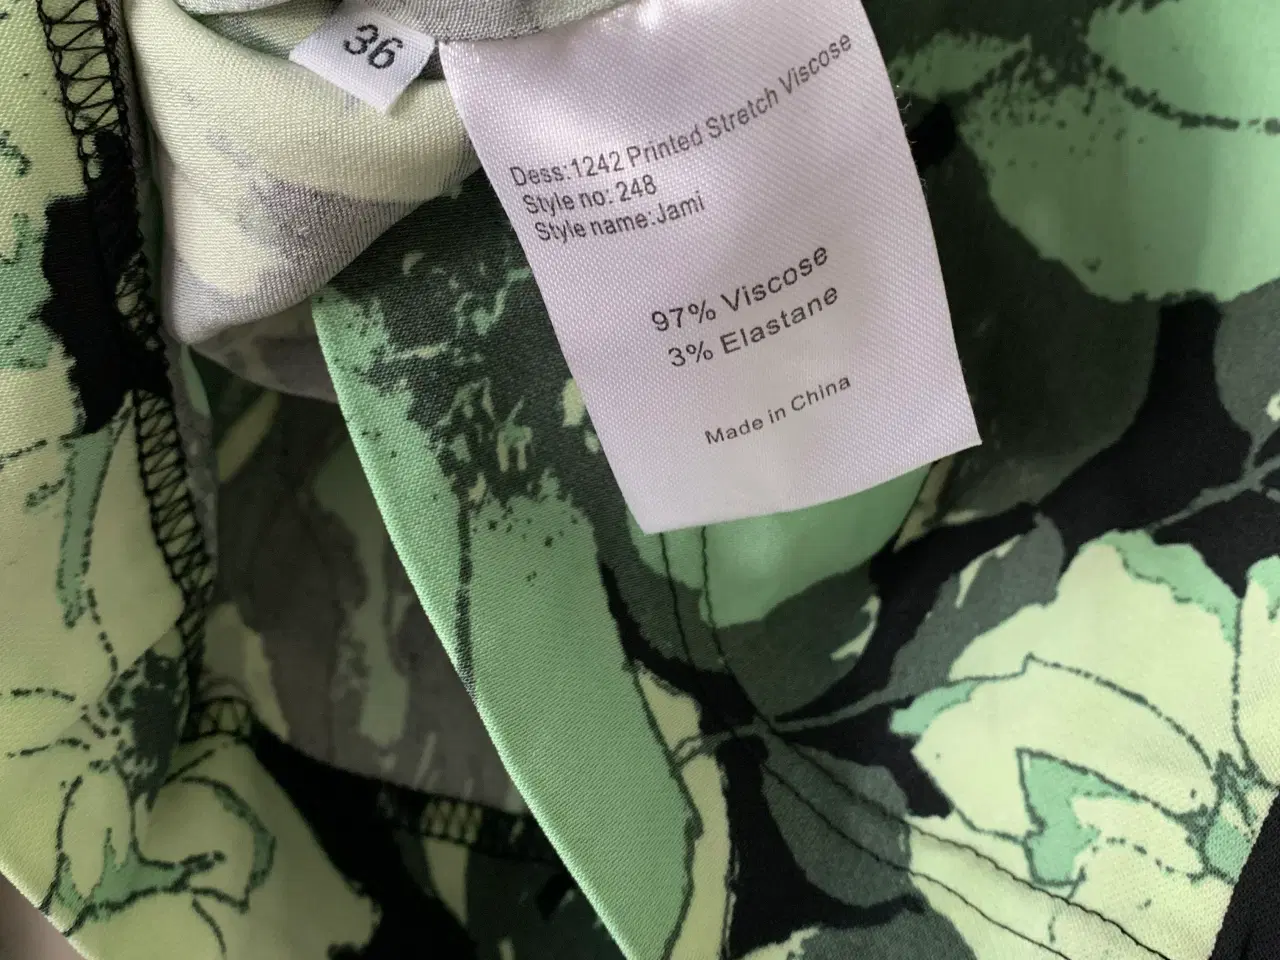 36
Dess:1242 Printed Stretch Viscose
Style no: 248
Style name:Jami
97% Viscose
3% Elastane
Made in China